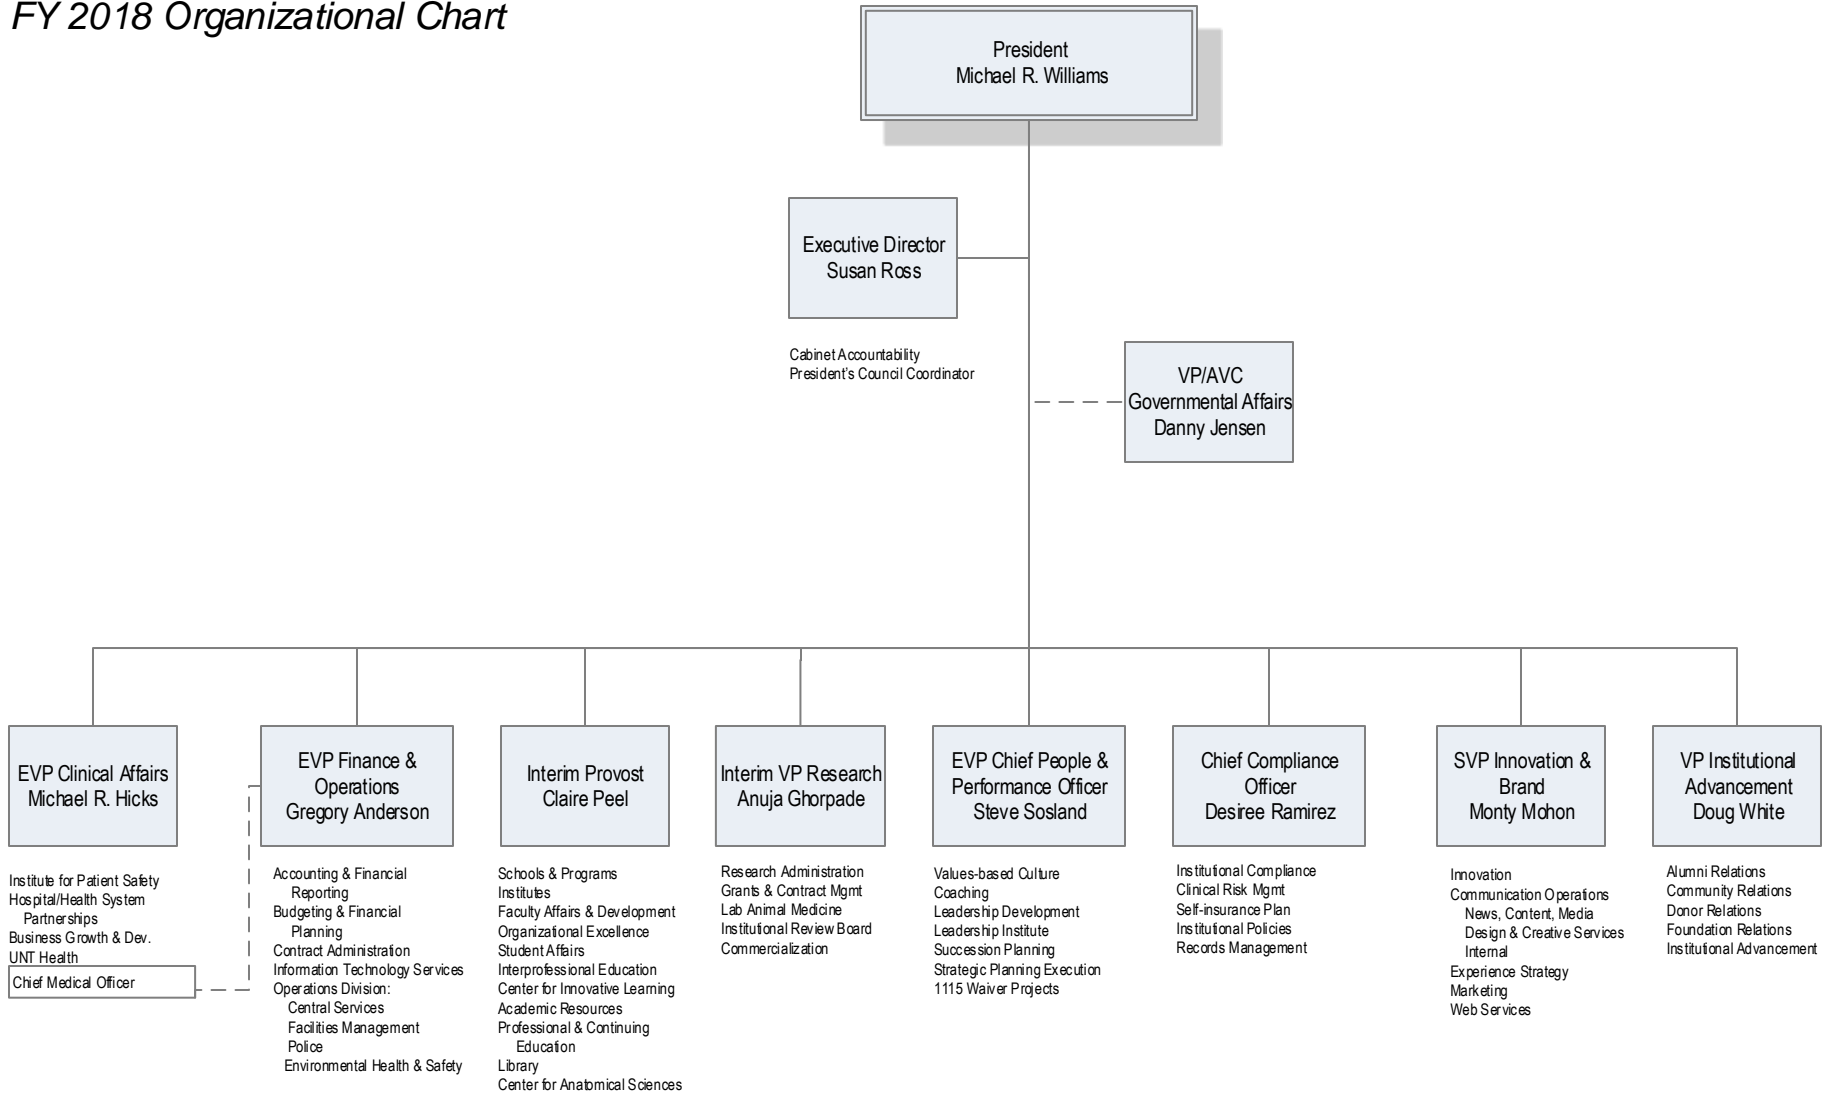 FY 2018 Organizational Chart
President
Michael R. Williams
Executive Director
Susan Ross
Cabinet Accountability
President's Council Coordinator
VP/AVC
Governmental Affairs
Danny Jensen
EVP Clinical Affairs
Michael R. Hicks
Institute for Patient Safety
Hospital/Health System
Partnerships
Business Growth & Dev.
UNT Health
Chief Medical Officer
EVP Finance &
Operations
Gregory Anderson
Accounting & Financial
Reporting
Budgeting & Financial
Planning
Contract Administration
Information Technology Services
Operations Division:
Central Services
Facilities Management
Police
Environmental Health & Safety
Interim Provost
Claire Peel
Schools & Programs
Institutes
Faculty Affairs & Development
Organizational Excellence
Student Affairs
Interprofessional Education
Center for Innovative Learning
Academic Resources
Professional & Continuing
Education
Library
Center for Anatomical Sciences
Interim VP Research
Anuja Ghorpade
Research Administration
Grants & Contract Mgmt
Lab Animal Medicine
Institutional Review Board
Commercialization
EVP Chief People &
Performance Officer
Steve Sosland
Values-based Culture
Coaching
Leadership Development
Leadership Institute
Succession Planning
Strategic Planning Execution
1115 Waiver Projects
Chief Compliance
Officer
Desiree Ramirez
Institutional Compliance
Clinical Risk Mgmt
Self-insurance Plan
Institutional Policies
Records Management
SVP Innovation &
Brand
Monty Mohon
Innovation
Communication Operations
News, Content, Media
Design & Creative Services
Internal
Experience Strategy
Marketing
Web Services
VP Institutional
Advancement
Doug White
Alumni Relations
Community Relations
Donor Relations
Foundation Relations
Institutional Advancement